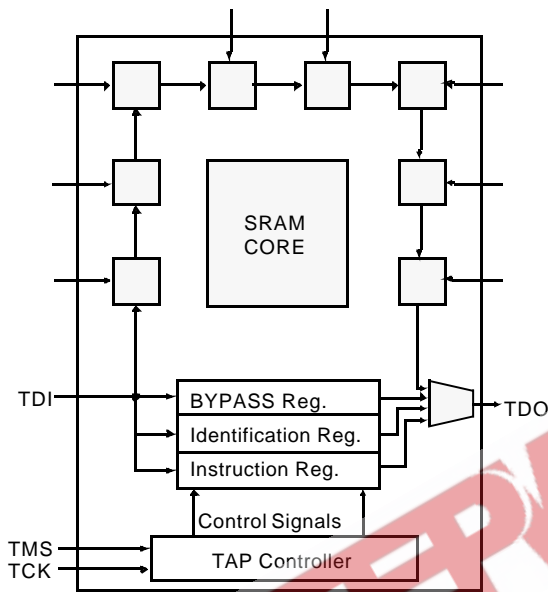 SRAM
CORE
TDI
BYPASS Reg.
TDO
Identification Reg.
Instruction Reg.
Control Signals
TMS
TAP Controller
TCK